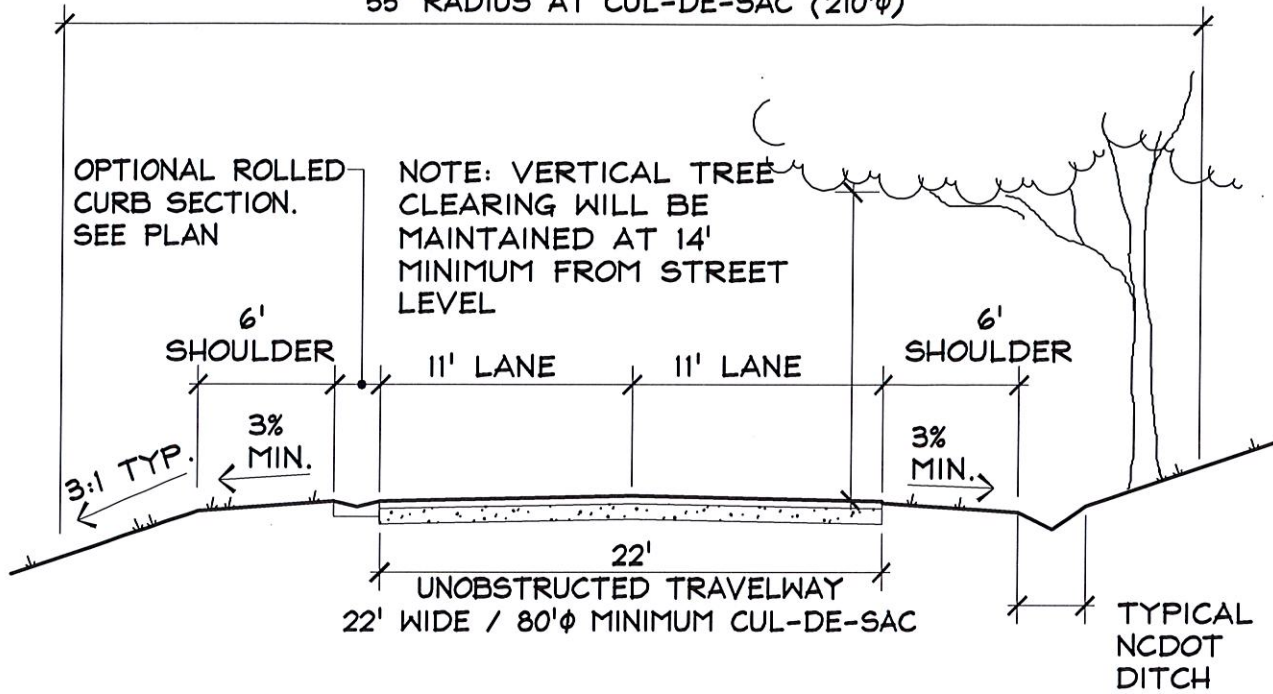 55' RADIUS AT CUL-DE-SAC (210'φ)
OPTIONAL ROLLED
CURB SECTION.
SEE PLAN
NOTE: VERTICAL TREE
CLEARING WILL BE
MAINTAINED AT 14'
MINIMUM FROM STREET
LEVEL
6'
SHOULDER
11' LANE
11' LANE
6'
SHOULDER
3:1 TYP.
3%
MIN.
3%
MIN.
22'
UNOBSTRUCTED TRAVELWAY
22' WIDE / 80'φ MINIMUM CUL-DE-SAC
TYPICAL
NCDOT
DITCH